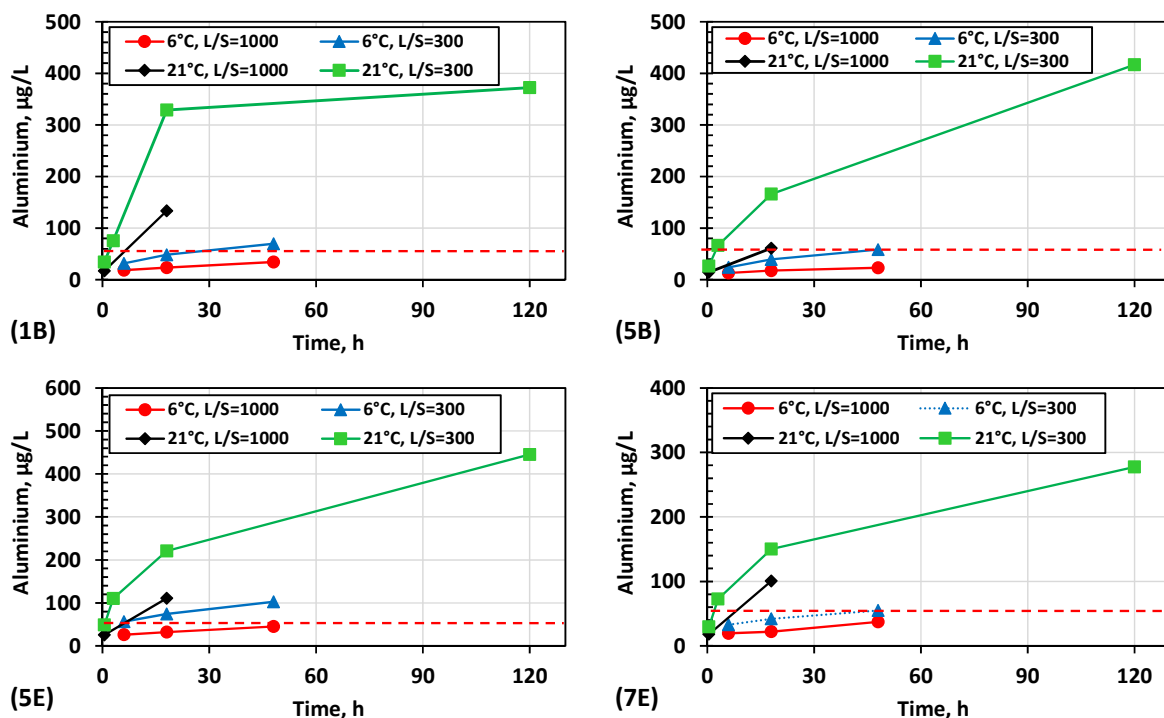 500
400
300
200
100
0
Aluminium, µg/L
6°C, L/S=1000 6°C, L/S=300
21°C, L/S=1000 21°C, L/S=300
0 30 60 90 120
Time, h
(1B)
500
400
300
200
100
0
Aluminium, µg/L
6°C, L/S=1000 6°C, L/S=300
21°C, L/S=1000 21°C, L/S=300
0 30 60 90 120
Time, h
(5B)
600
500
400
300
200
100
0
Aluminium, µg/L
6°C, L/S=1000 6°C, L/S=300
21°C, L/S=1000 21°C, L/S=300
0 30 60 90 120
Time, h
(5E)
400
300
200
100
0
Aluminium, µg/L
6°C, L/S=1000 6°C, L/S=300
21°C, L/S=1000 21°C, L/S=300
0 30 60 90 120
Time, h
(7E)